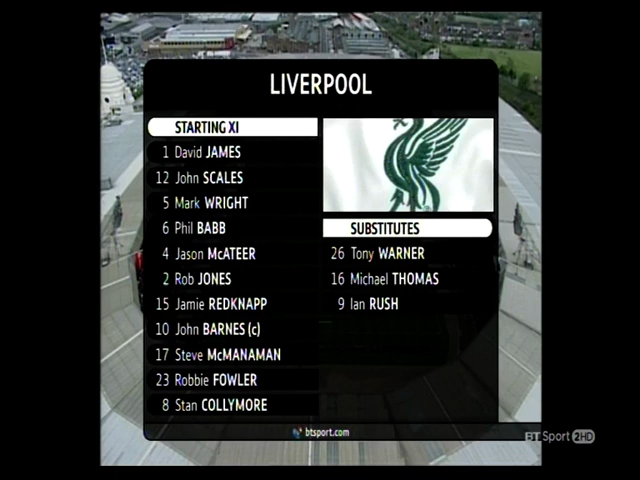 LIVERPOOL
STARTING XI
1 David JAMES
12 John SCALES
5 Mark WRIGHT
6 Phil BABB
4 Jason McATEER
2 Rob JONES
15 Jamie REDKNAPP
10 John BARNES (c)
17 Steve McMANAMAN
23 Robbie FOWLER
8 Stan COLLYMORE
SUBSTITUTES
26 Tony WARNER
16 Michael THOMAS
9 Ian RUSH
btsport.com
BT Sport 2HD